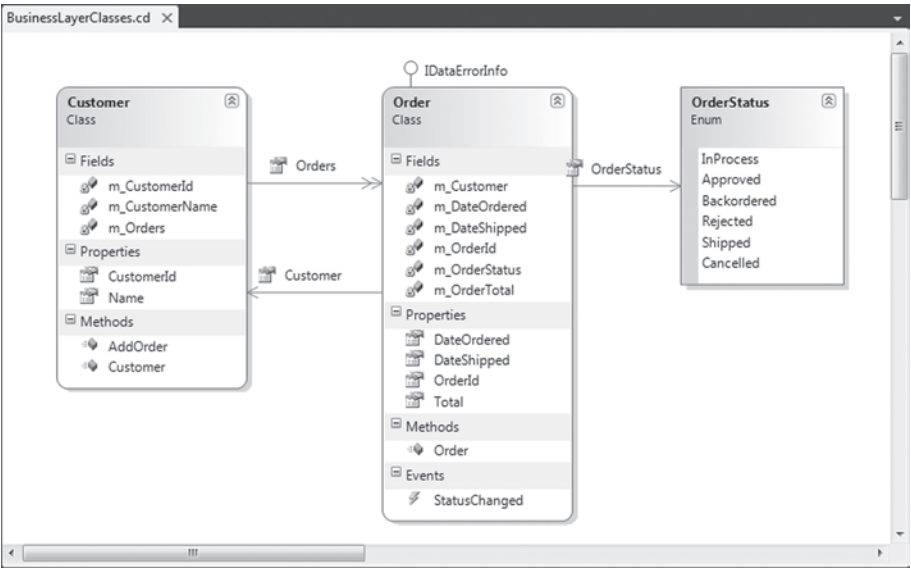 BusinessLayerClasses.cd
IDataErrorInfo
Customer
Class
Fields
m_CustomerId
m_CustomerName
m_Orders
Properties
CustomerId
Name
Methods
AddOrder
Customer
Orders
Customer
Order
Class
Fields
m_Customer
m_DateOrdered
m_DateShipped
m_OrderId
m_OrderStatus
m_OrderTotal
Properties
DateOrdered
DateShipped
OrderId
Total
Methods
Order
Events
StatusChanged
OrderStatus
OrderStatus
Enum
InProcess
Approved
Backordered
Rejected
Shipped
Cancelled